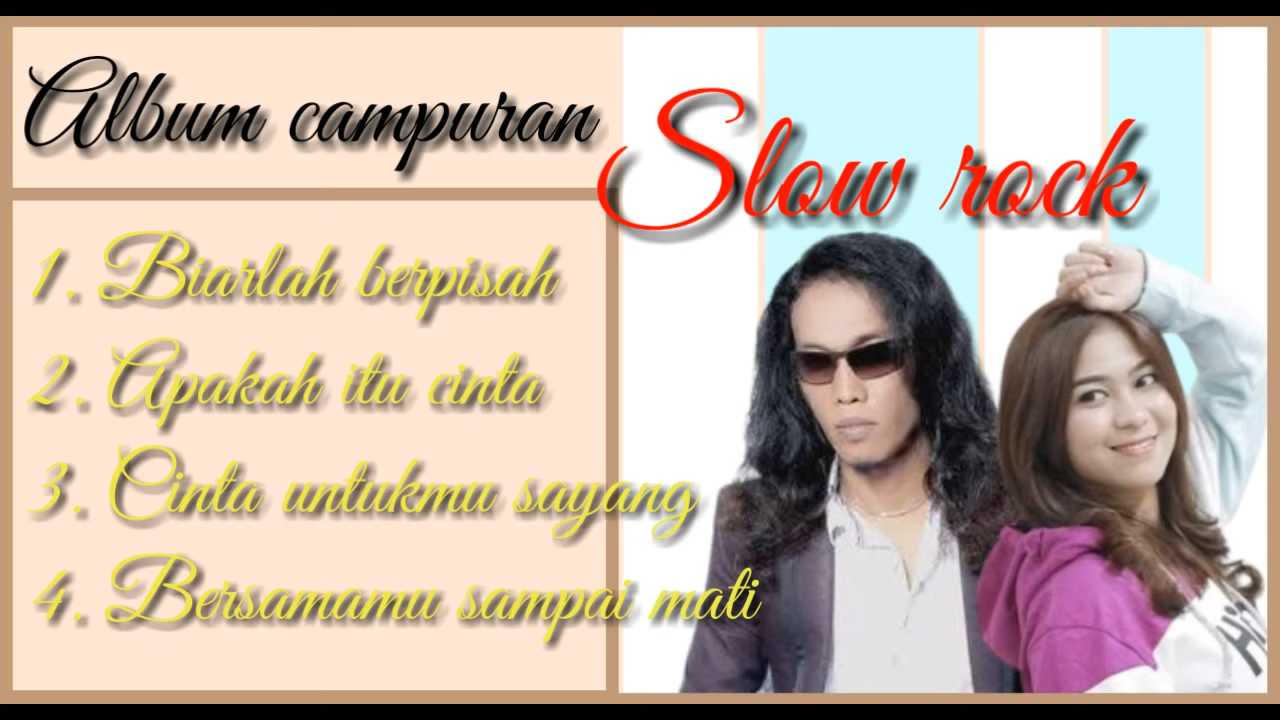 Album campuran
Slow rock
1. Biarlah berpisah
2. Apakah itu cinta
3. Cinta untukmu sayang
4. Bersamamu sampai mati